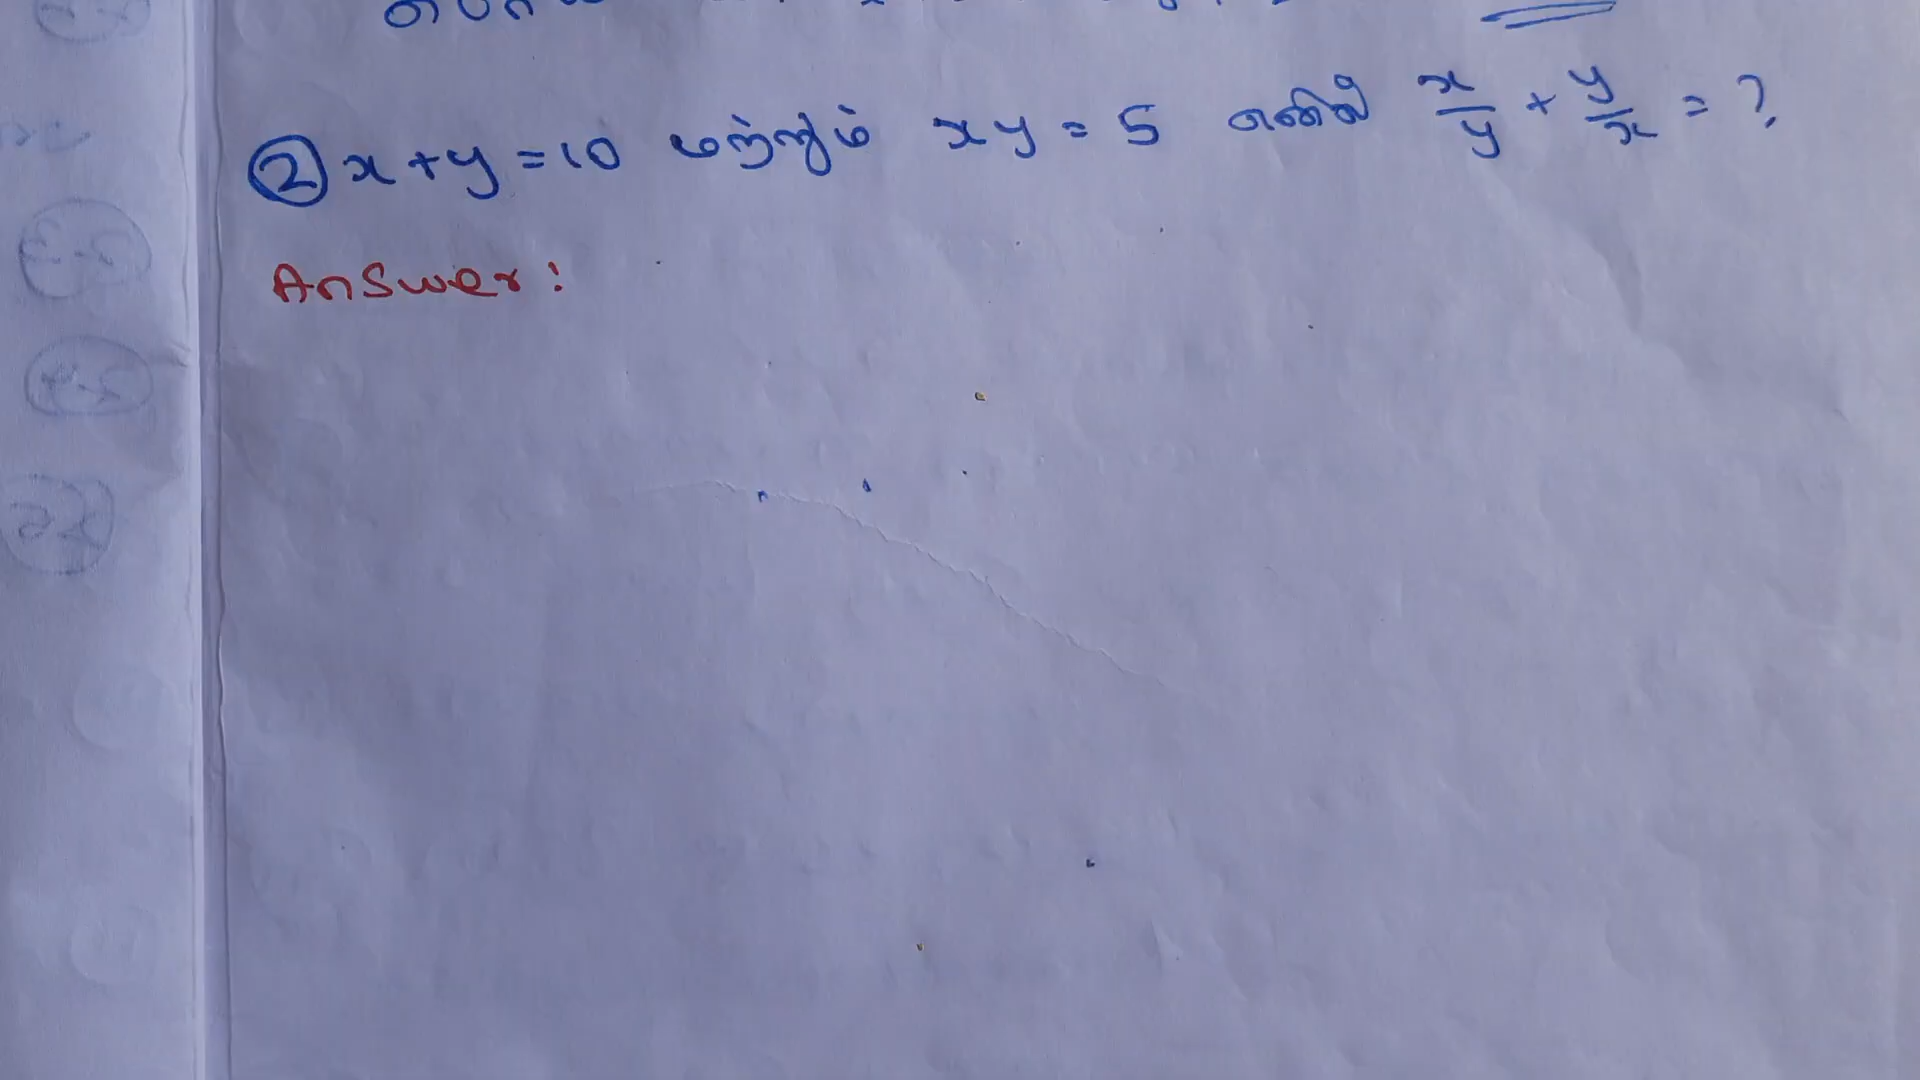 ② x + y = 10 மற்றும் xy = 5 எனில் x/y + y/x = ?
Answer: